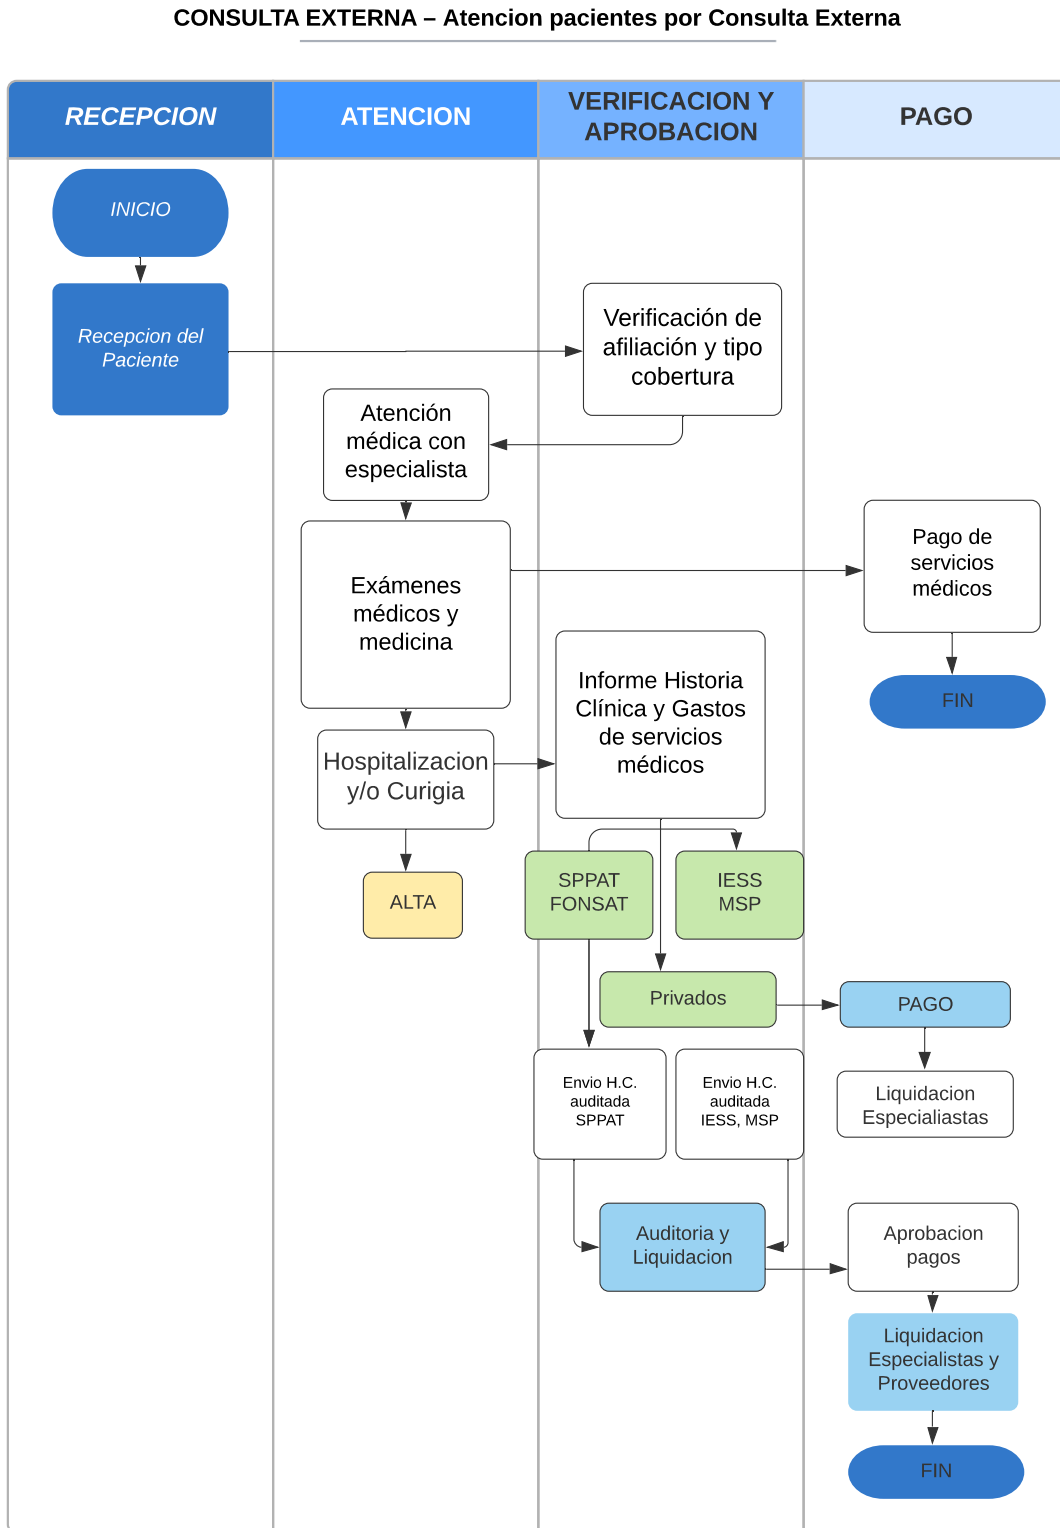 CONSULTA EXTERNA – Atencion pacientes por Consulta Externa
RECEPCION
ATENCION
VERIFICACION Y
APROBACION
PAGO
INICIO
Recepcion del
Paciente
Verificación de
afiliación y tipo
cobertura
Atención
médica con
especialista
Exámenes
médicos y
medicina
Pago de
servicios
médicos
FIN
Informe Historia
Clínica y Gastos
de servicios
médicos
Hospitalizacion
y/o Curigia
ALTA
SPPAT
FONSAT
IESS
MSP
Privados
PAGO
Liquidacion
Especialiastas
Envio H.C.
auditada
SPPAT
Envio H.C.
auditada
IESS, MSP
Auditoria y
Liquidacion
Aprobacion
pagos
Liquidacion
Especialistas y
Proveedores
FIN